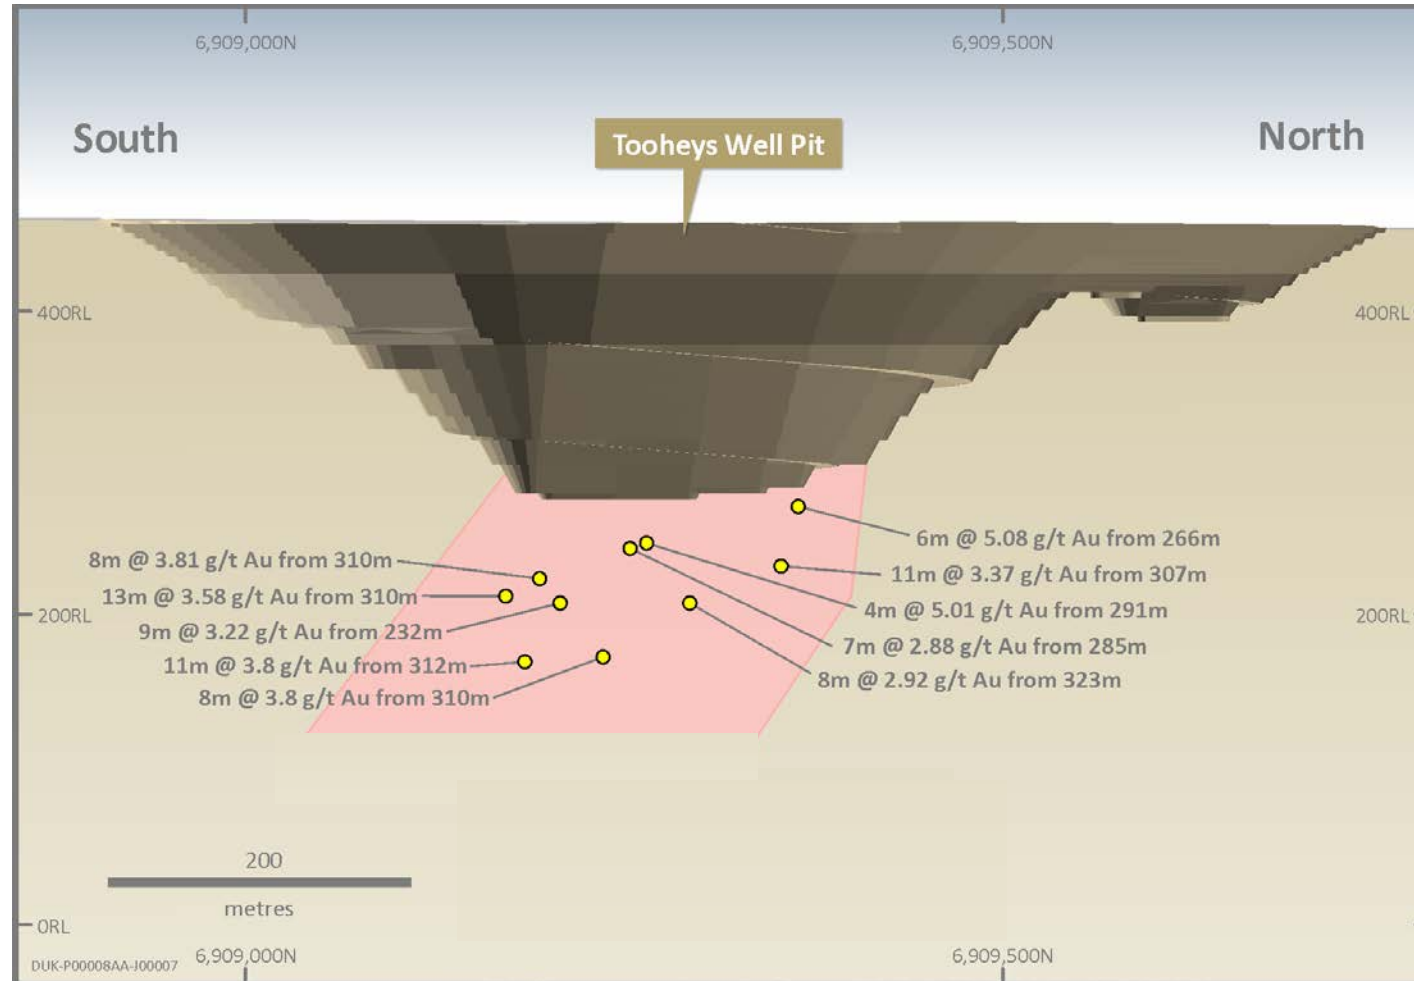 6,909,000N
6,909,500N
South
North
Tooheys Well Pit
400RL
400RL
6m @ 5.08 g/t Au from 266m
8m @ 3.81 g/t Au from 310m
11m @ 3.37 g/t Au from 307m
13m @ 3.58 g/t Au from 310m
4m @ 5.01 g/t Au from 291m
200RL
200RL
9m @ 3.22 g/t Au from 232m
7m @ 2.88 g/t Au from 285m
11m @ 3.8 g/t Au from 312m
8m @ 2.92 g/t Au from 323m
8m @ 3.8 g/t Au from 310m
200
metres
0RL
6,909,000N
6,909,500N
DUK-P00008AA-J00007